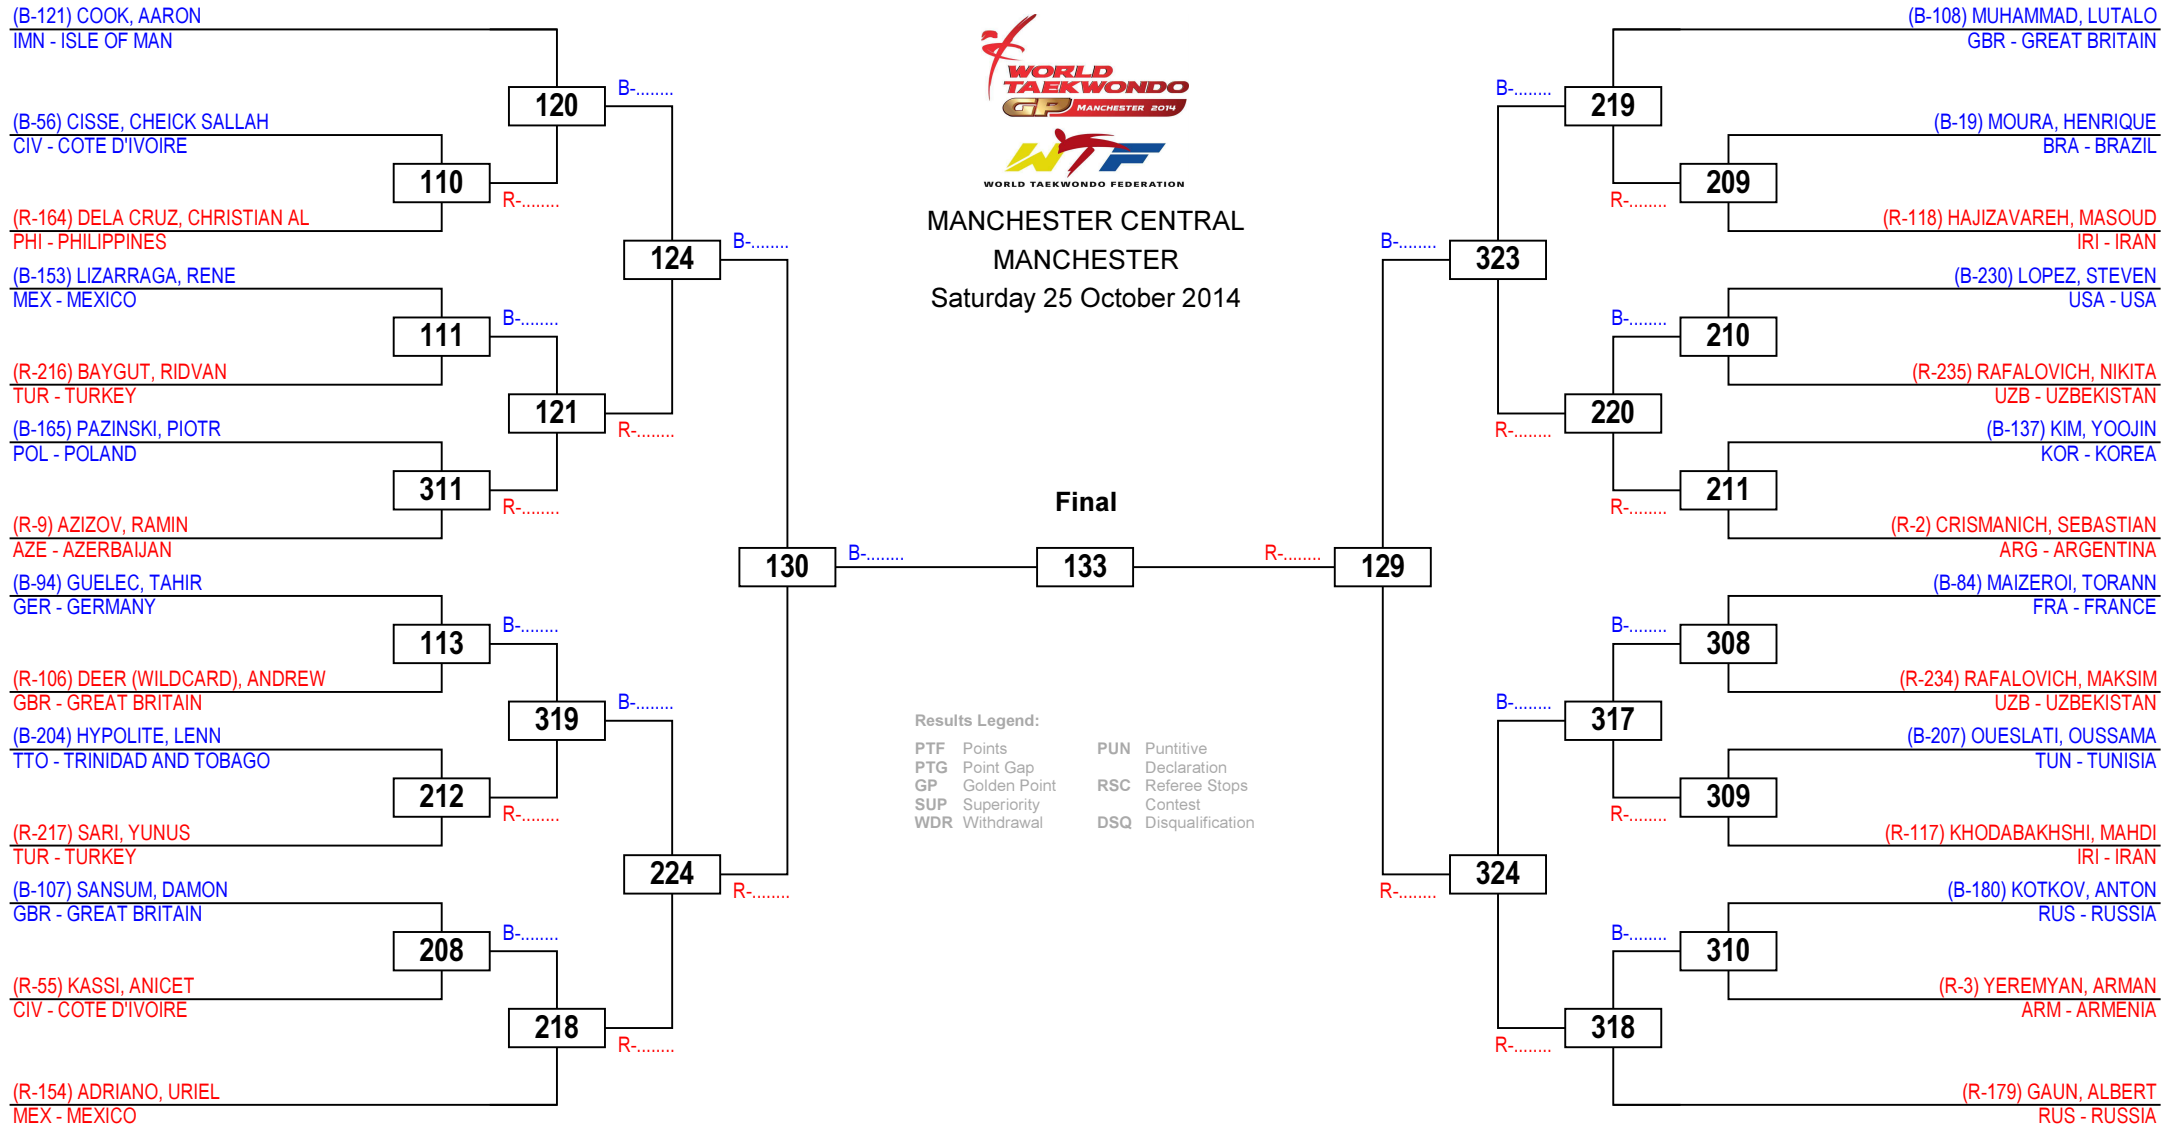 (B-121) COOK, AARON
IMN - ISLE OF MAN
(B-56) CISSE, CHEICK SALLAH
CIV - COTE D'IVOIRE
(R-164) DELA CRUZ, CHRISTIAN AL
PHI - PHILIPPINES
(B-153) LIZARRAGA, RENE
MEX - MEXICO
(R-216) BAYGUT, RIDVAN
TUR - TURKEY
(B-165) PAZINSKI, PIOTR
POL - POLAND
(R-9) AZIZOV, RAMIN
AZE - AZERBAIJAN
(B-94) GUELEC, TAHIR
GER - GERMANY
(R-106) DEER (WILDCARD), ANDREW
GBR - GREAT BRITAIN
(B-204) HYPOLITE, LENN
TTO - TRINIDAD AND TOBAGO
(R-217) SARI, YUNUS
TUR - TURKEY
(B-107) SANSUM, DAMON
GBR - GREAT BRITAIN
(R-55) KASSI, ANICET
CIV - COTE D'IVOIRE
(R-154) ADRIANO, URIEL
MEX - MEXICO
110
R-........
111
B-........
311
R-........
113
B-........
212
R-........
208
B-........
120
B-........
121
R-........
319
B-........
218
R-........
124
B-........
224
R-........
130
B-........
WORLD
TAEKWONDO
GP MANCHESTER 2014
WTF
WORLD TAEKWONDO FEDERATION
MANCHESTER CENTRAL
MANCHESTER
Saturday 25 October 2014
Final
133
Results Legend:
PTF Points
PTG Point Gap
GP Golden Point
SUP Superiority
WDR Withdrawal
PUN Puntitive
Declaration
RSC Referee Stops
Contest
DSQ Disqualification
R-........
129
B-........
323
R-........
324
B-........
219
R-........
220
B-........
317
R-........
318
R-........
209
B-........
210
R-........
211
B-........
308
R-........
309
B-........
310
(B-108) MUHAMMAD, LUTALO
GBR - GREAT BRITAIN
(B-19) MOURA, HENRIQUE
BRA - BRAZIL
(R-118) HAJIZAVAREH, MASOUD
IRI - IRAN
(B-230) LOPEZ, STEVEN
USA - USA
(R-235) RAFALOVICH, NIKITA
UZB - UZBEKISTAN
(B-137) KIM, YOOJIN
KOR - KOREA
(R-2) CRISMANICH, SEBASTIAN
ARG - ARGENTINA
(B-84) MAIZEROI, TORANN
FRA - FRANCE
(R-234) RAFALOVICH, MAKSIM
UZB - UZBEKISTAN
(B-207) OUESLATI, OUSSAMA
TUN - TUNISIA
(R-117) KHODABAKHSHI, MAHDI
IRI - IRAN
(B-180) KOTKOV, ANTON
RUS - RUSSIA
(R-3) YEREMYAN, ARMAN
ARM - ARMENIA
(R-179) GAUN, ALBERT
RUS - RUSSIA